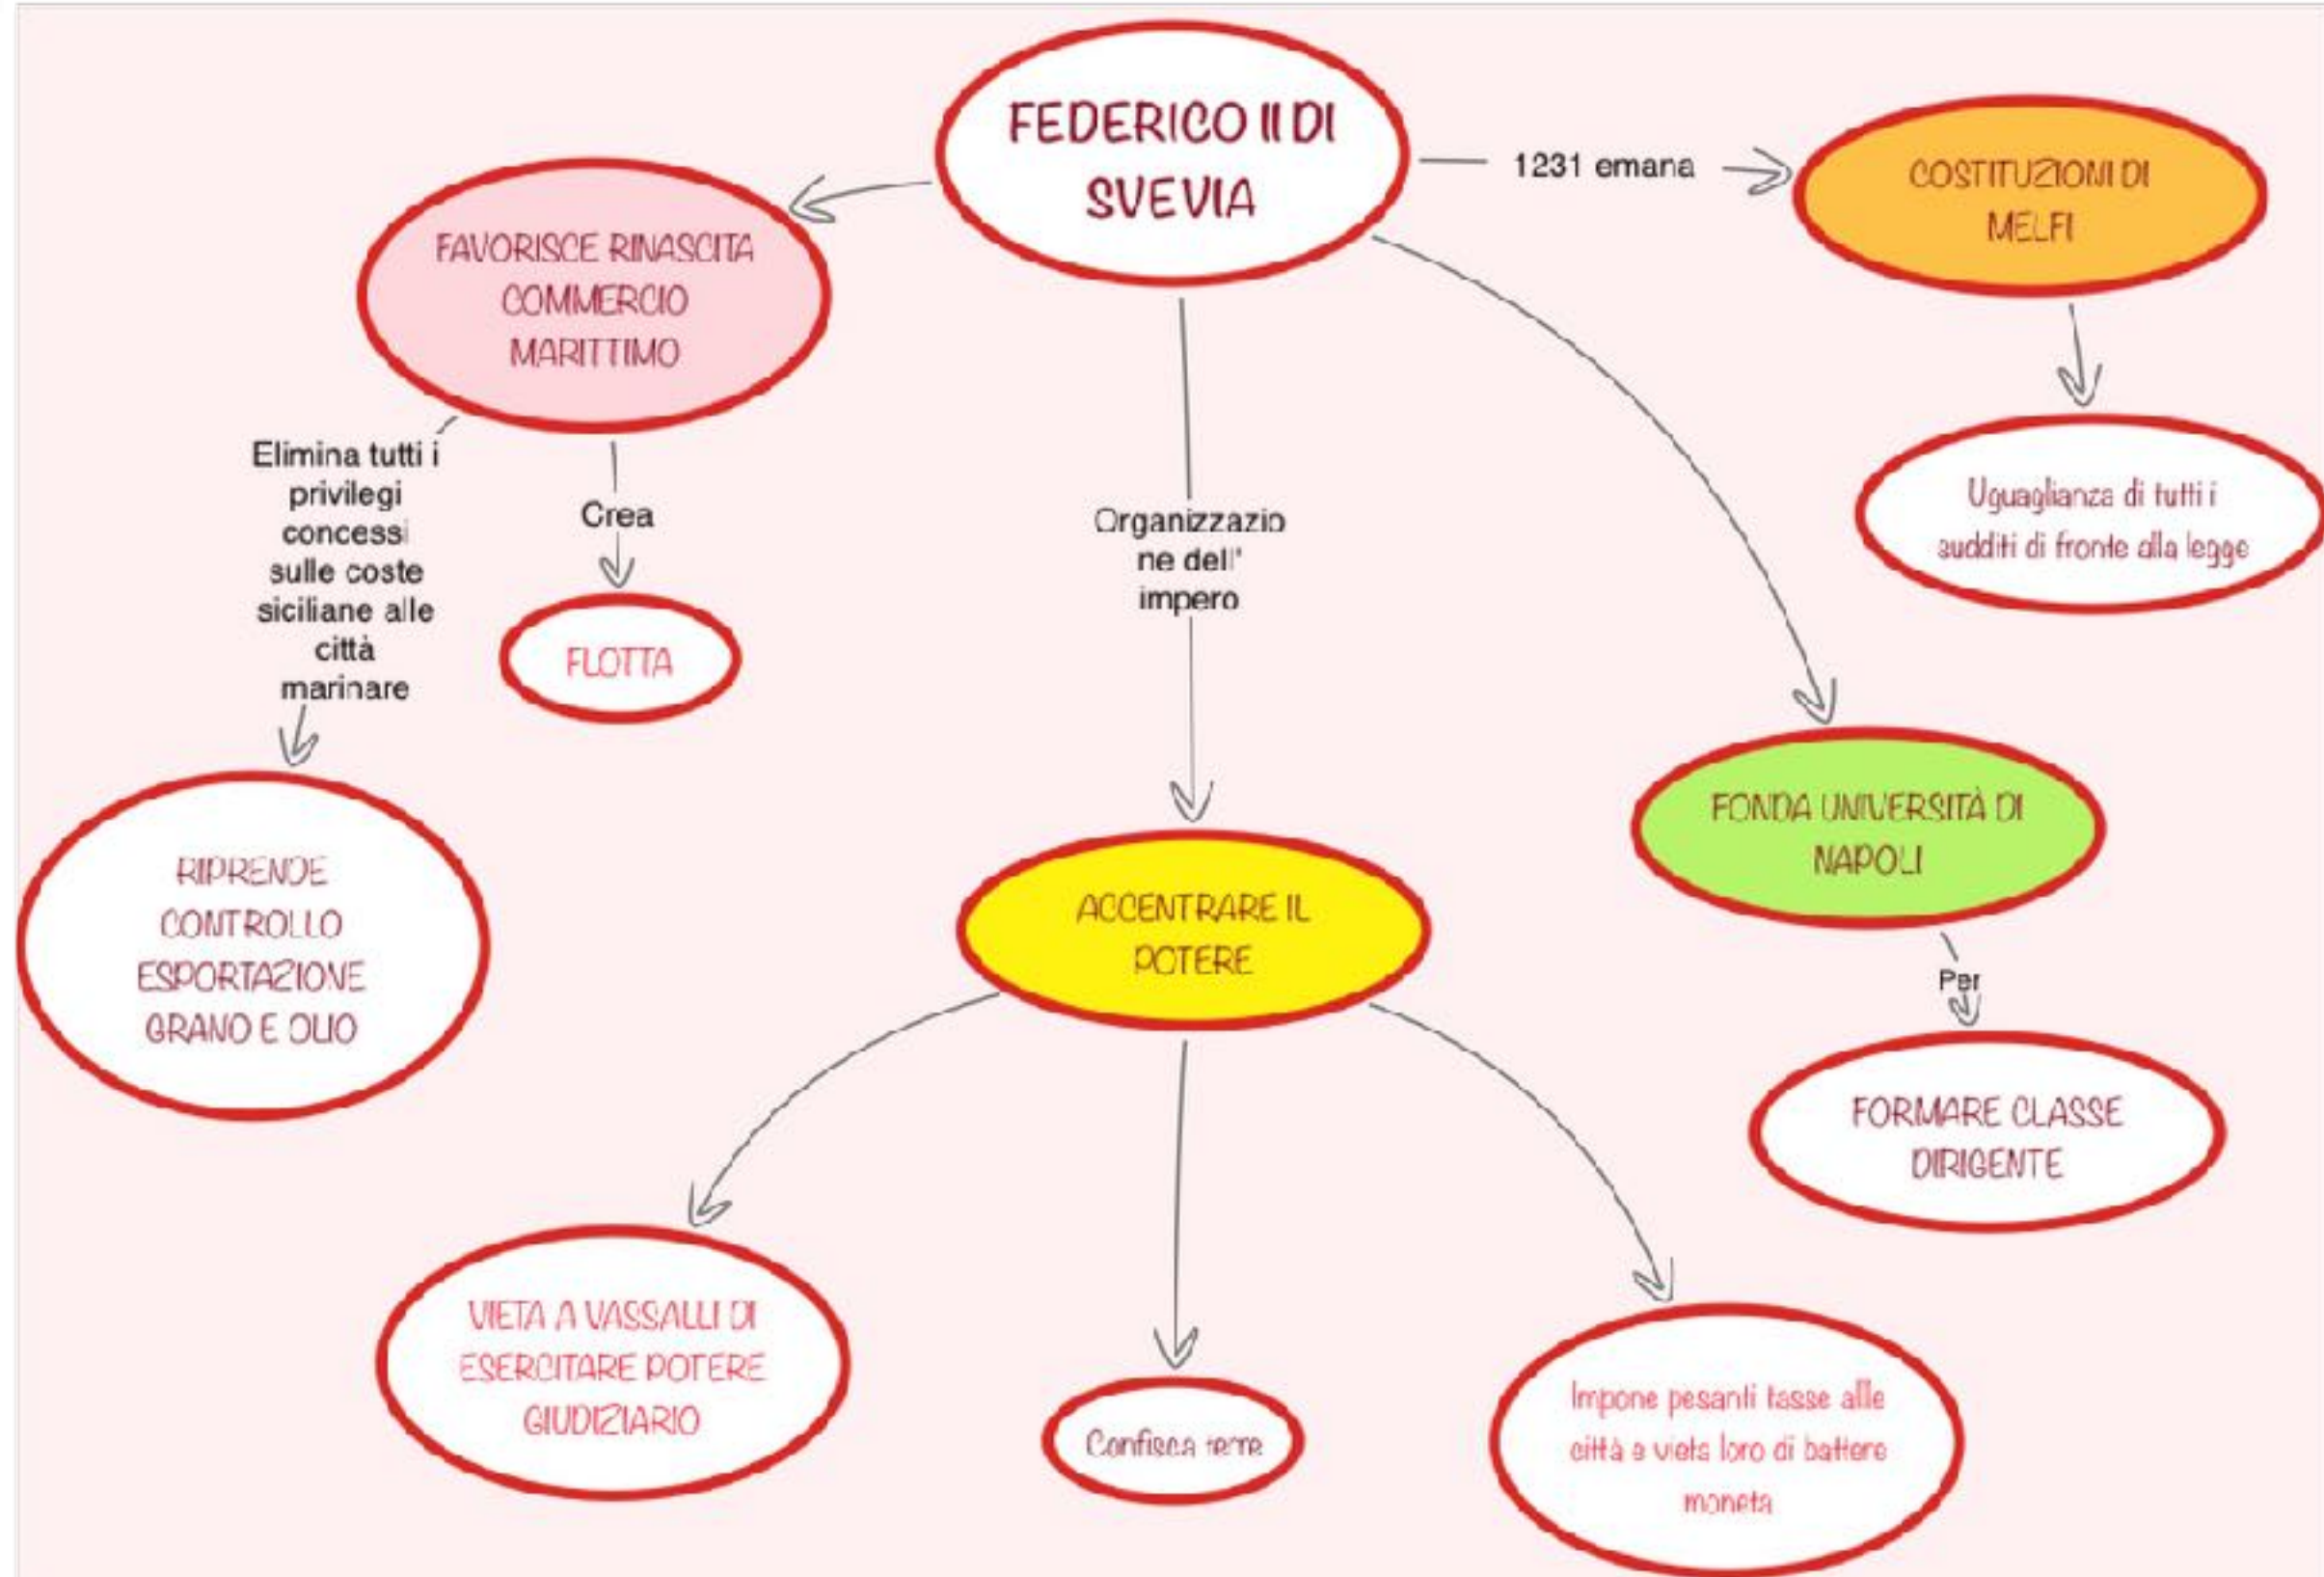 FEDERICO II DI
SVEVIA
1231 emana
COSTITUZIONI DI
MELFI
Uguaglianza di tutti i
sudditi di fronte alla legge
FAVORISCE RINASCITA
COMMERCIO
MARITTIMO
Elimina tutti i
privilegi
concessi
sulle coste
siciliane alle
città
marinare
RIPRENDE
CONTROLLO
ESPORTAZIONE
GRANO E OLIO
Crea
FLOTTA
Organizzazio
ne dell'
impero
ACCENTRARE IL
POTERE
VIETA A VASSALLI DI
ESERCITARE POTERE
GIUDIZIARIO
Confisca terre
Impone pesanti tasse alle
città e vieta loro di battere
moneta
FONDA UNIVERSITÀ DI
NAPOLI
Per
FORMARE CLASSE
DIRIGENTE